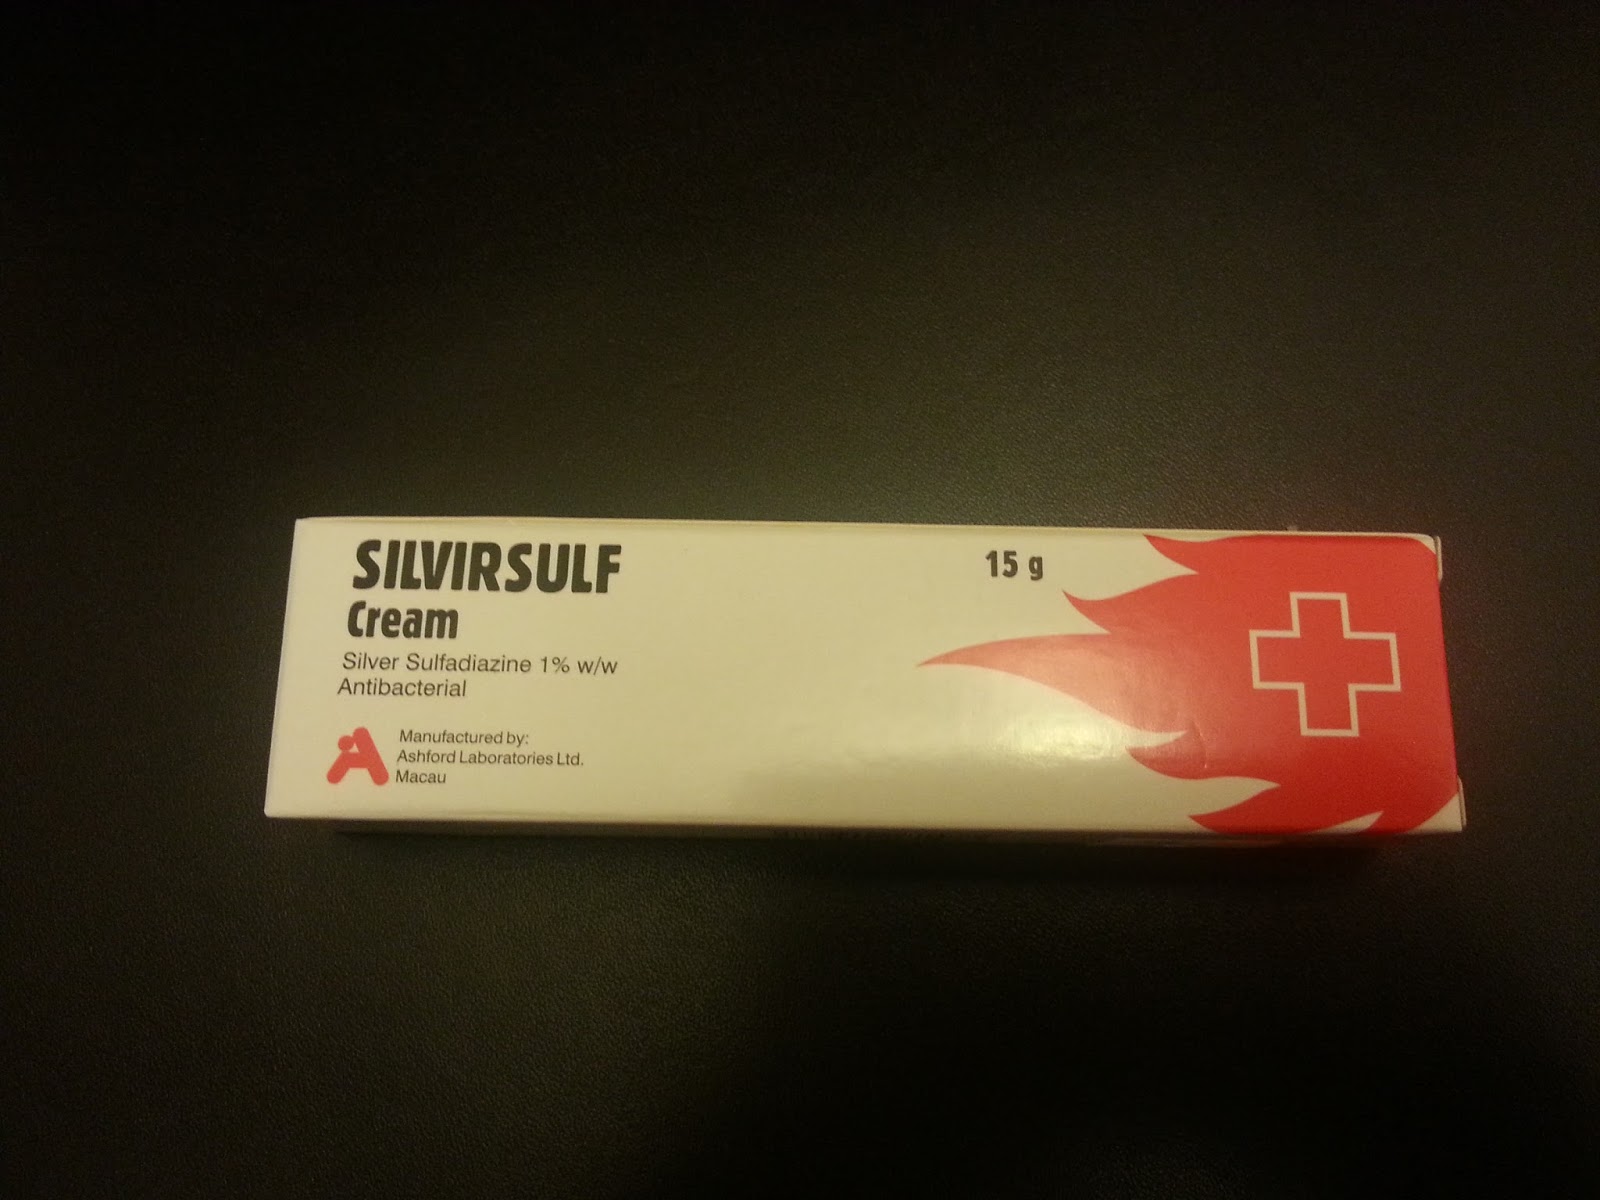 SILVIRSULF
Cream
15 g
Silver Sulfadiazine 1% w/w
Antibacterial
Manufactured by:
Ashford Laboratories Ltd.
Macau